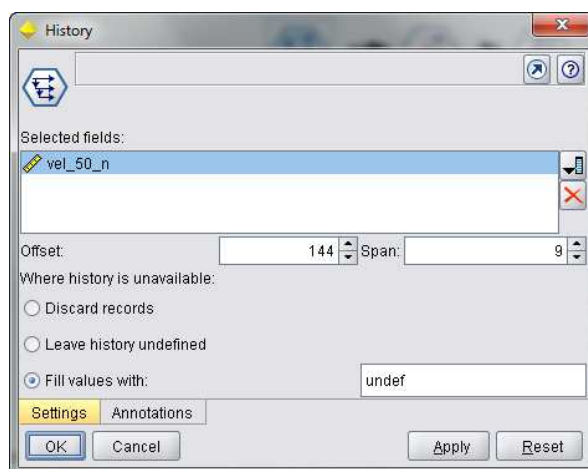 History
Selected fields:
vel_50_n
Offset: 144 Span: 9
Where history is unavailable:
Discard records
Leave history undefined
Fill values with: undef
Settings Annotations
OK Cancel Apply Reset